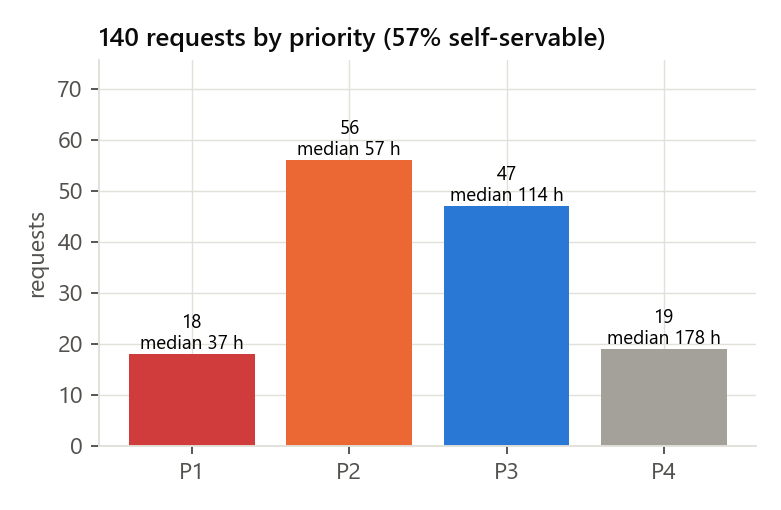 140 requests by priority (57% self-servable)
requests
70
60
50
40
30
20
10
0
18
median 37 h
56
median 57 h
47
median 114 h
19
median 178 h
P1
P2
P3
P4